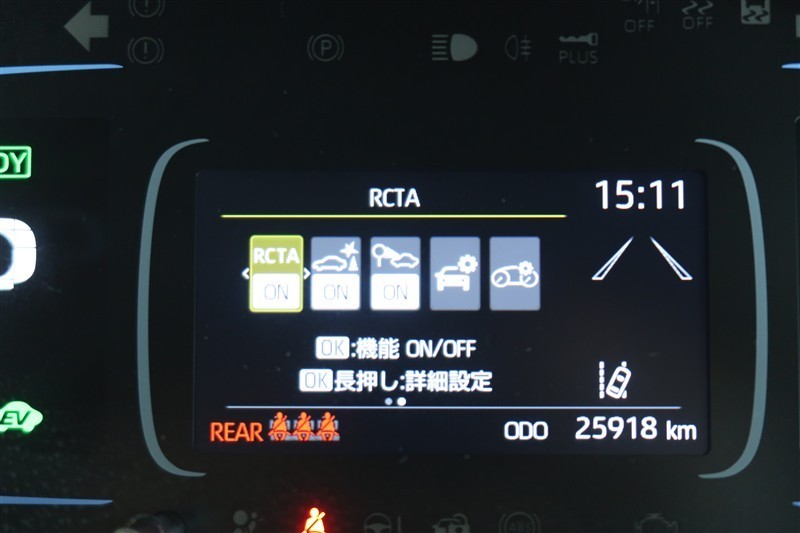 OFF OFF
PLUS
RCTA 15:11
RCTA
ON ON ON
OK:機能 ON/OFF
OK長押し:詳細設定
REAR ODO 25918 km
EV
ABS